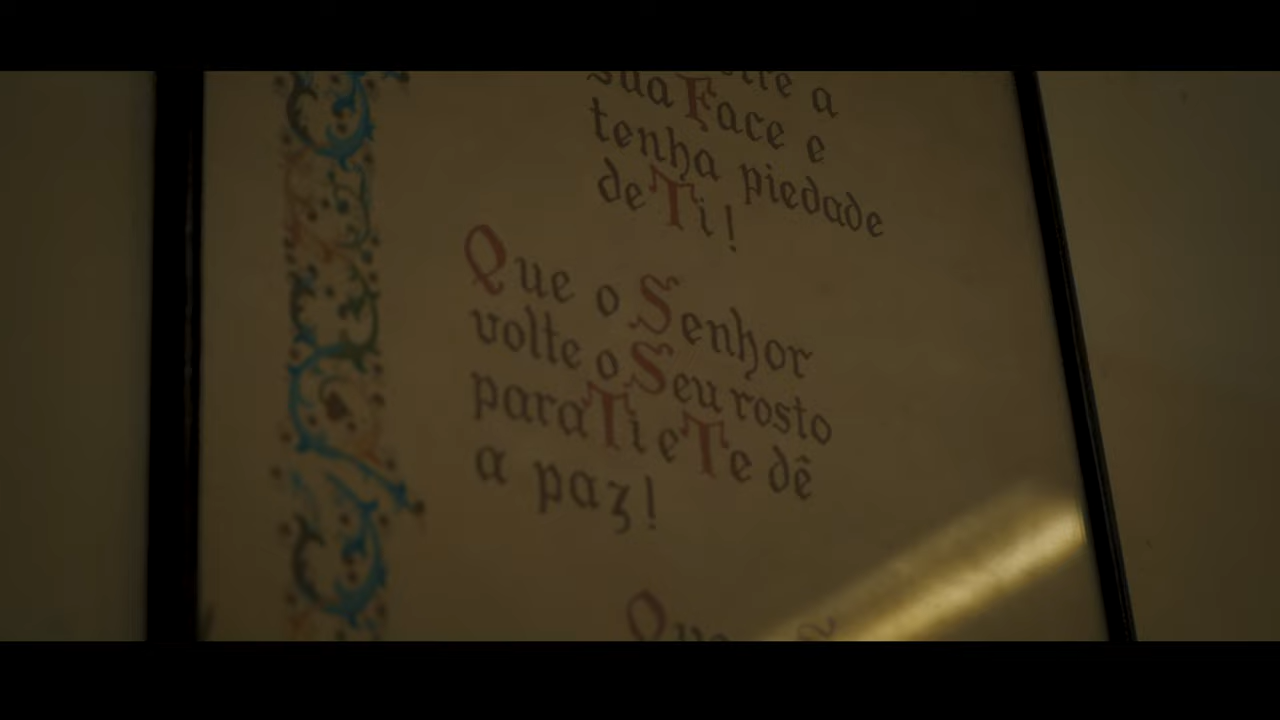 a
sua Face e
tenha piedade
de Ti!
Que o Senhor
volte o Seu rosto
para Ti e Te dê
a paz!